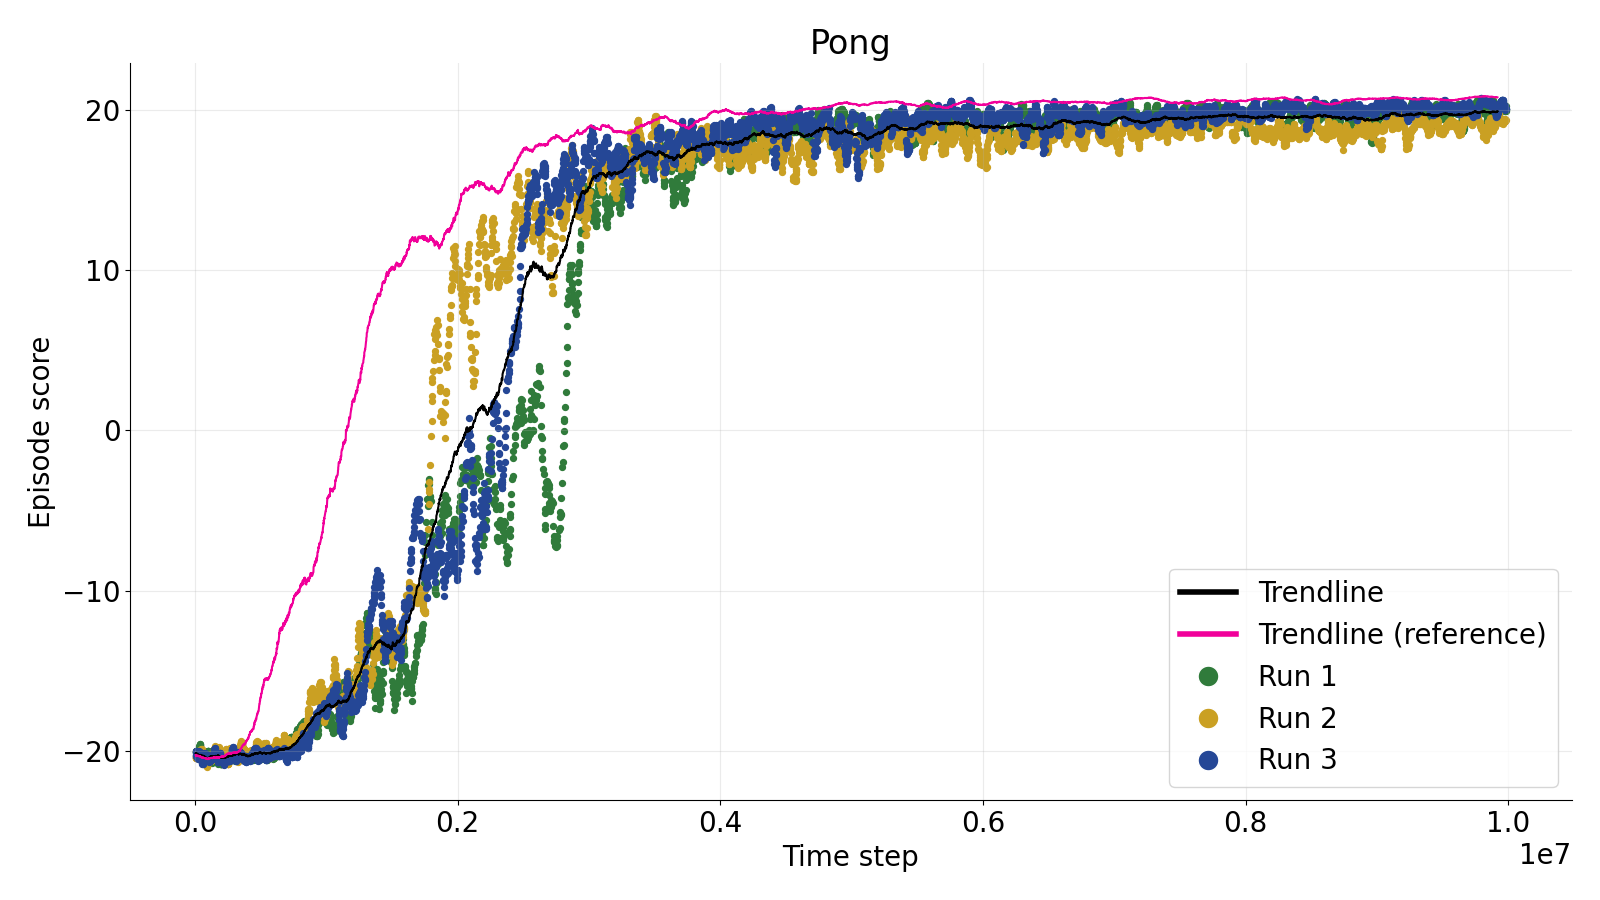 Pong
20
10
0
−10
−20
Episode score
0.0 0.2 0.4 0.6 0.8 1.0
1e7
Time step
Trendline
Trendline (reference)
Run 1
Run 2
Run 3